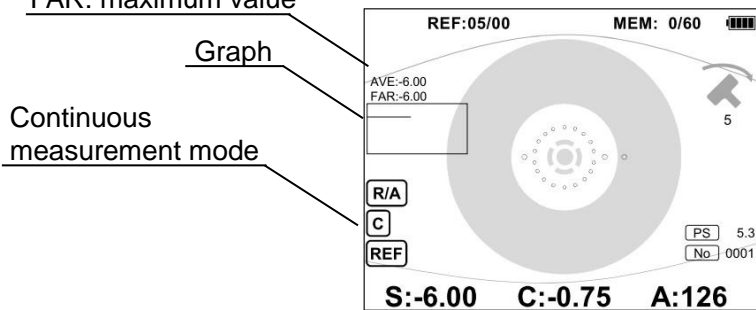 FAR: maximum value
REF:05/00 MEM: 0/60
Graph
AVE:-6.00
FAR:-6.00
5
Continuous
measurement mode
R/A
C
REF
PS 5.3
No 0001
S:-6.00 C:-0.75 A:126